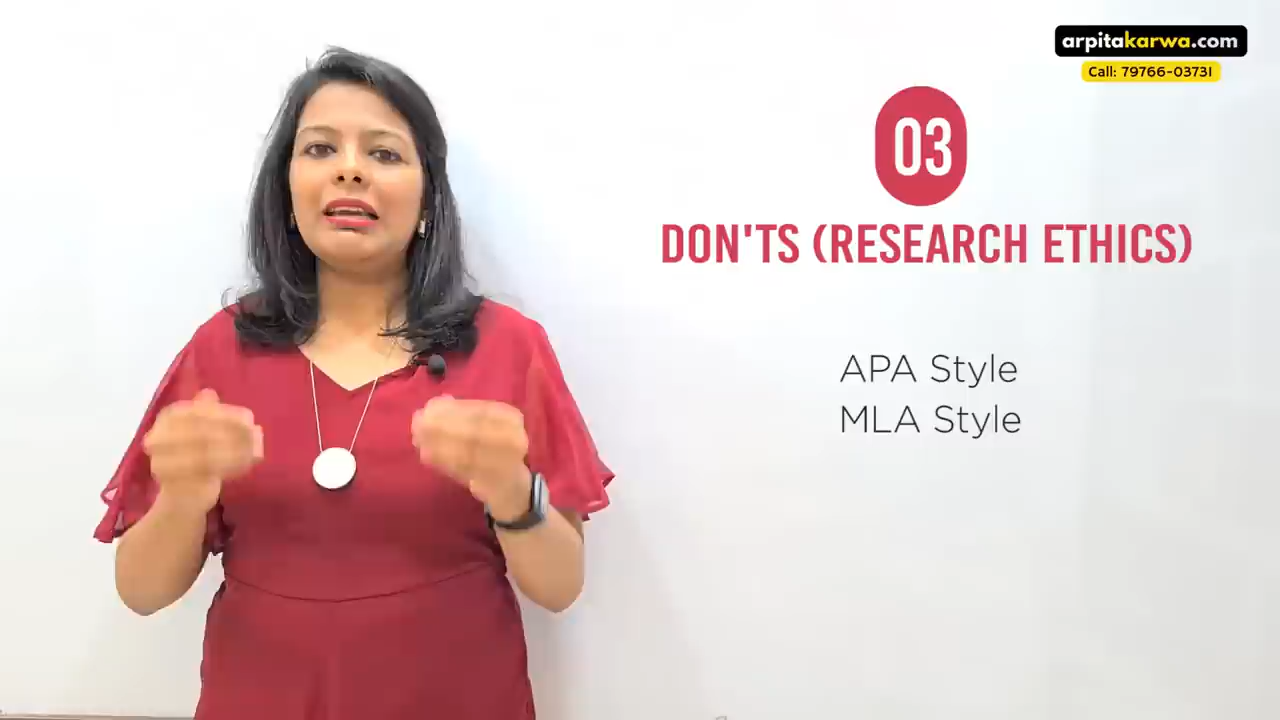 arpitakarwa.com
Call: 79766-03731
03
DON'TS (RESEARCH ETHICS)
APA Style
MLA Style